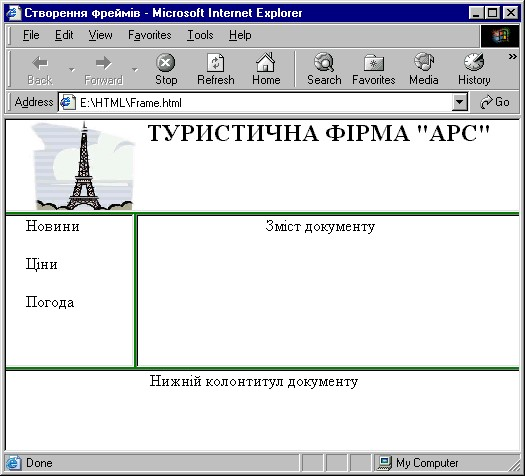 Створення фреймів - Microsoft Internet Explorer
File Edit View Favorites Tools Help
Back Forward Stop Refresh Home Search Favorites Media History »
Address E:\HTML\Frame.html Go
ТУРИСТИЧНА ФІРМА "АРС"
Новини Зміст документу
Ціни
Погода
Нижній колонтитул документу
Done My Computer